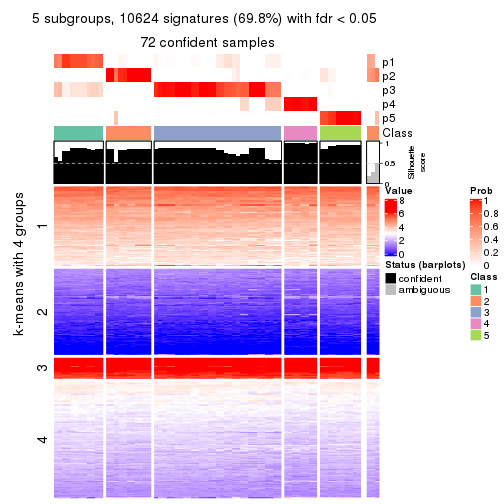 5 subgroups, 10624 signatures (69.8%) with fdr < 0.05
72 confident samples
p1
p2
p3
p4
p5
Class
1
0.5
0
Silhouette
score
k-means with 4 groups
1
2
3
4
Value
8
6
4
2
0
Status (barplots)
confident
ambiguous
Prob
1
0.8
0.6
0.4
0.2
0
Class
1
2
3
4
5